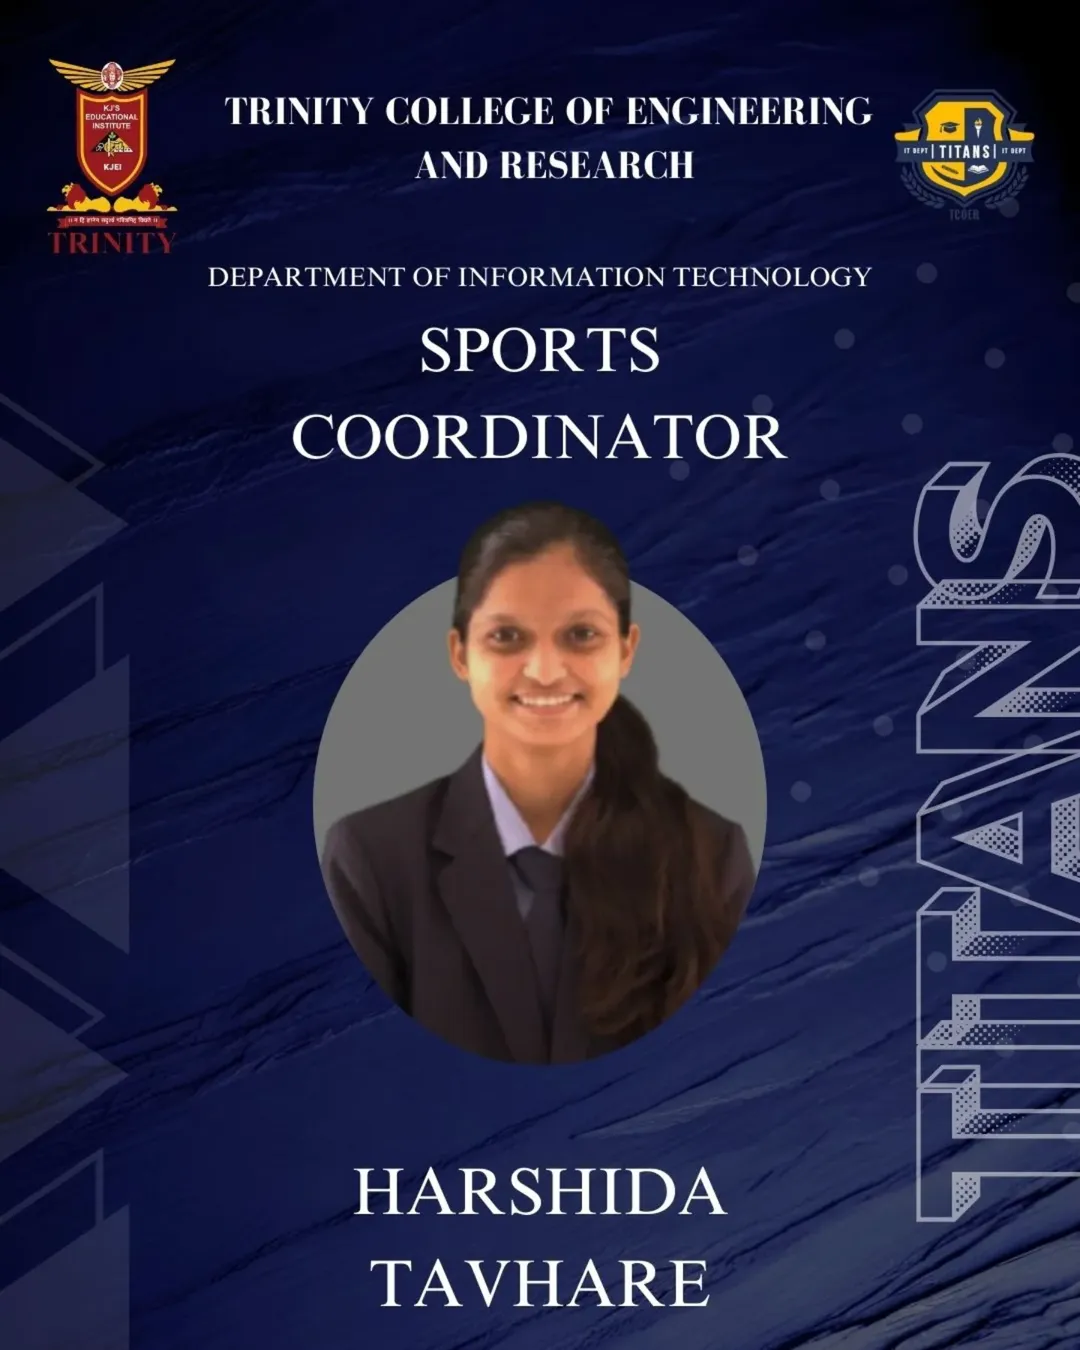 KJ'S
EDUCATIONAL
INSTITUTE
KJEI
TRINITY
TRINITY COLLEGE OF ENGINEERING
AND RESEARCH
IT DEPT TITANS IT DEPT
TCOER
DEPARTMENT OF INFORMATION TECHNOLOGY
SPORTS
COORDINATOR
TITANS
HARSHIDA
TAVHARE